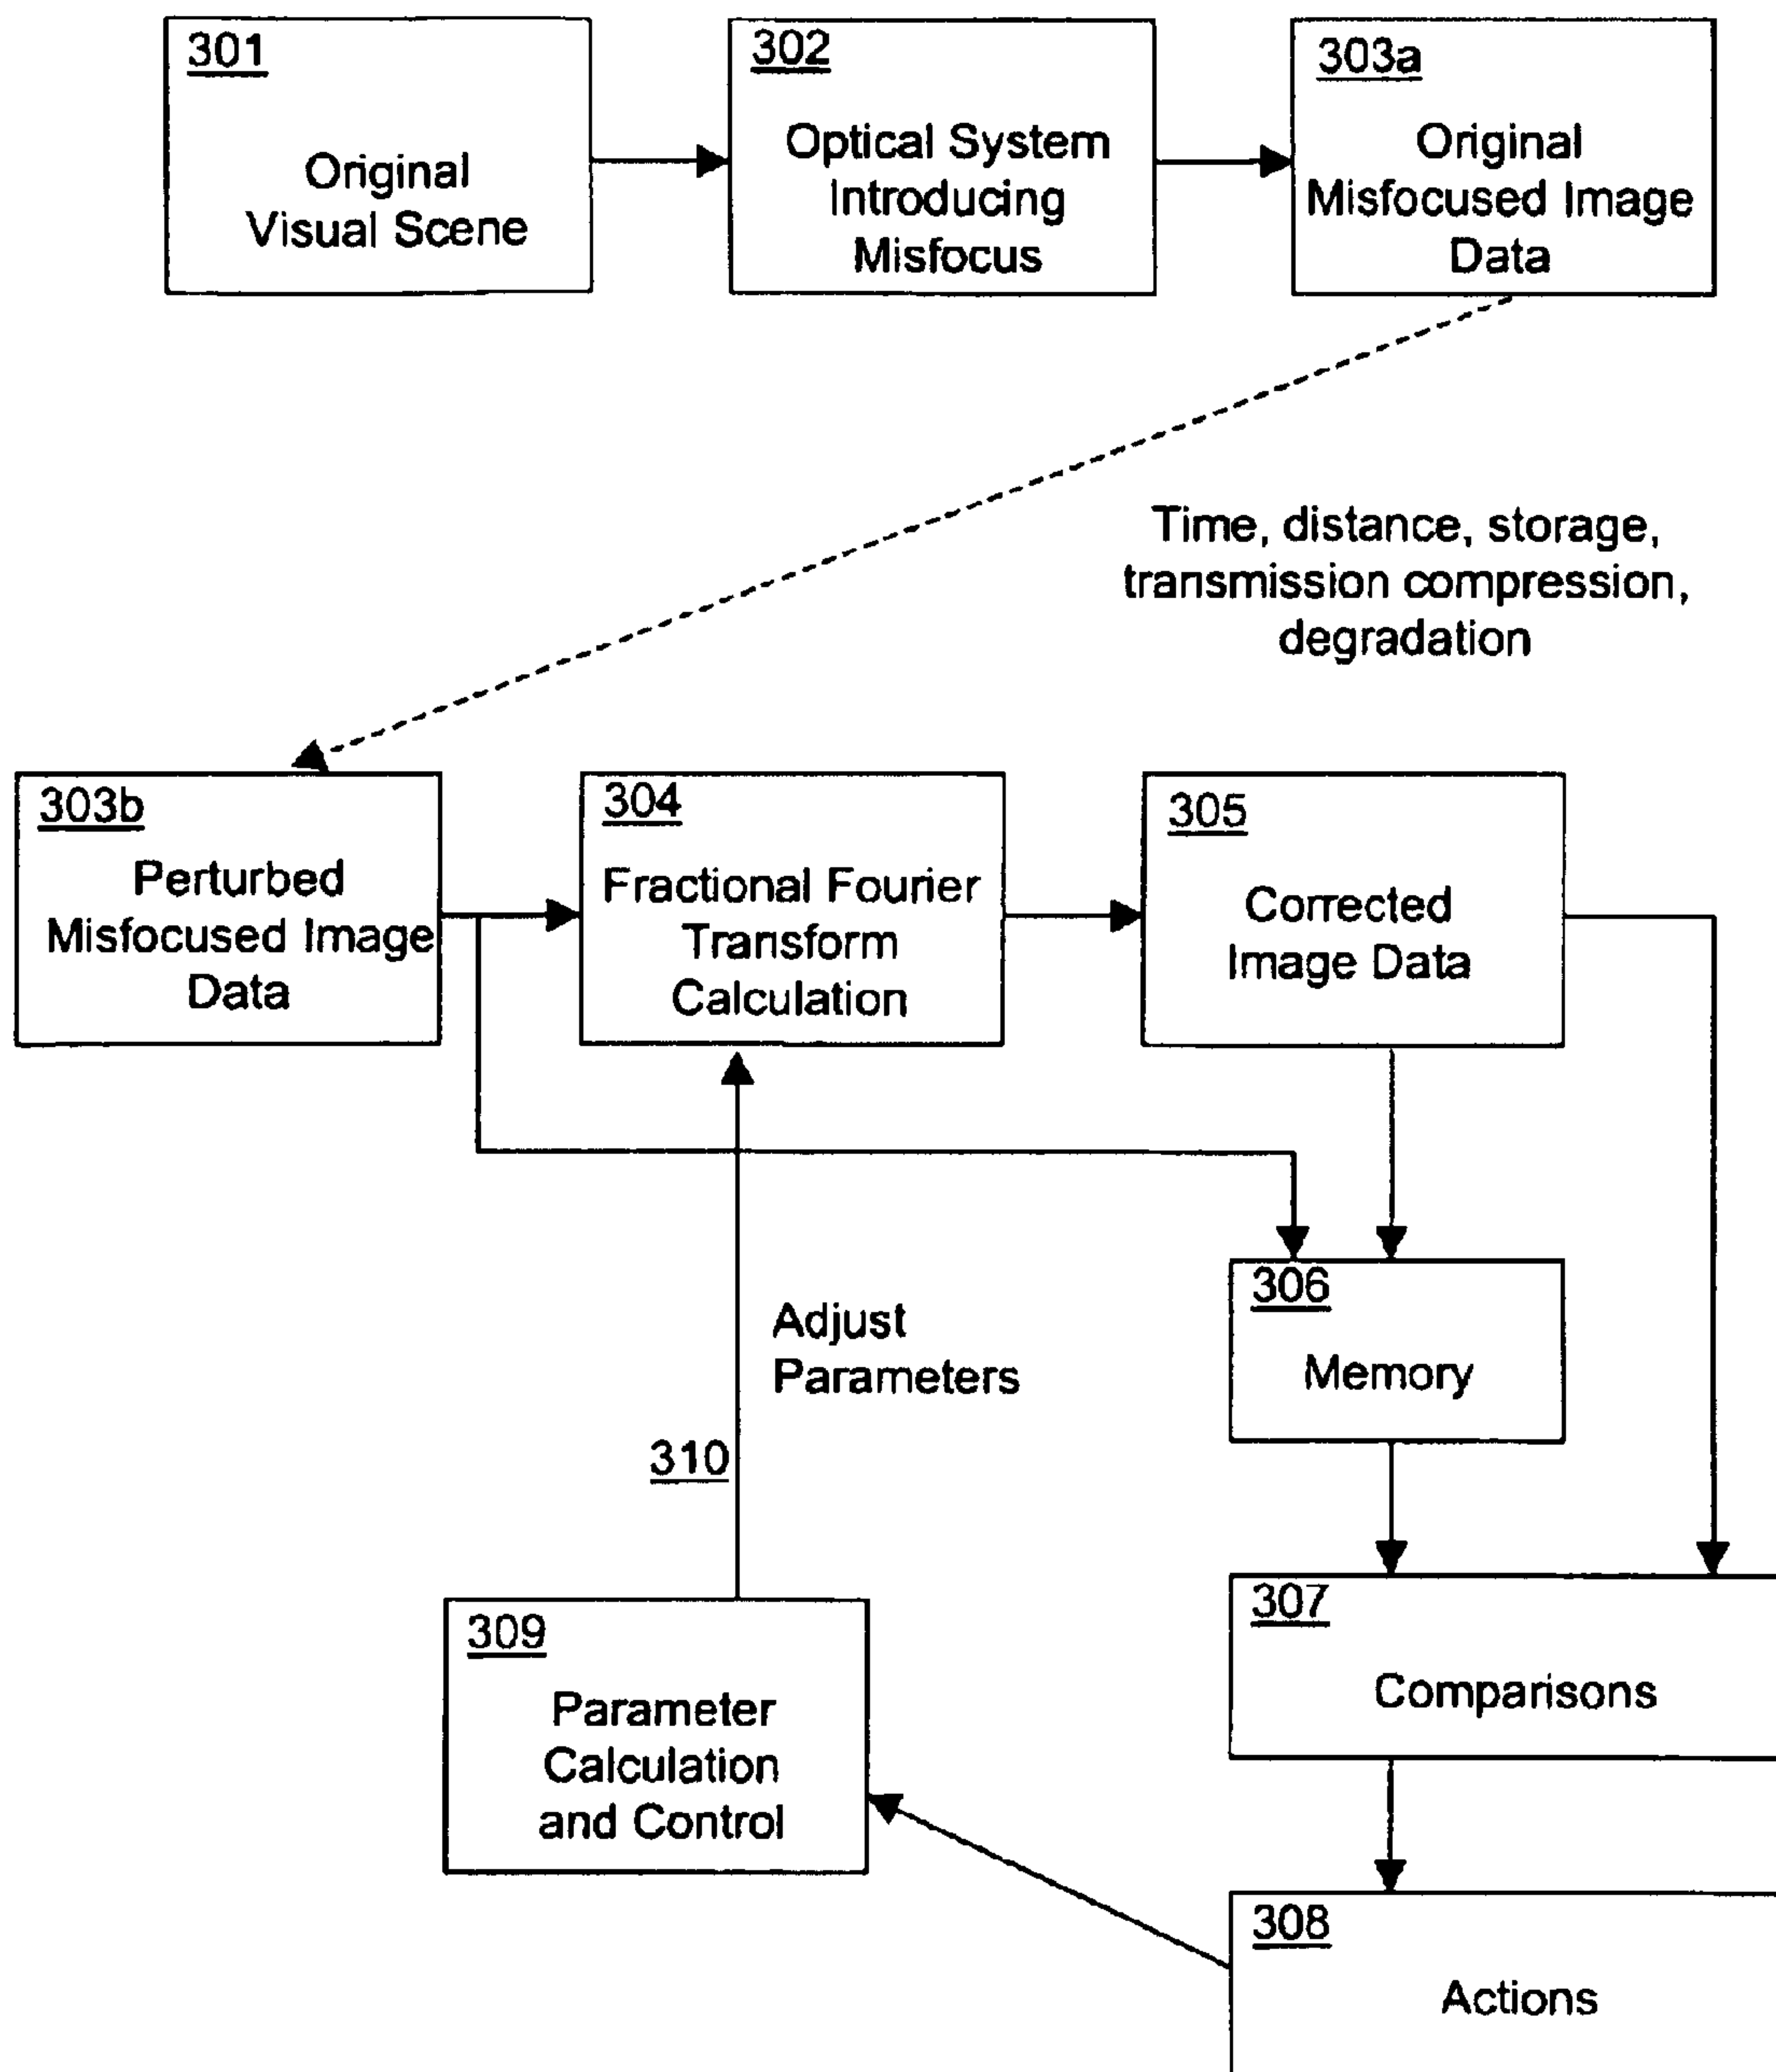 301
Original
Visual Scene
302
Optical System
Introducing
Misfocus
303a
Original
Misfocused Image
Data
Time, distance, storage,
transmission compression,
degradation
303b
Perturbed
Misfocused Image
Data
304
Fractional Fourier
Transform
Calculation
305
Corrected
Image Data
306
Memory
Adjust
Parameters
310
307
Comparisons
309
Parameter
Calculation
and Control
308
Actions